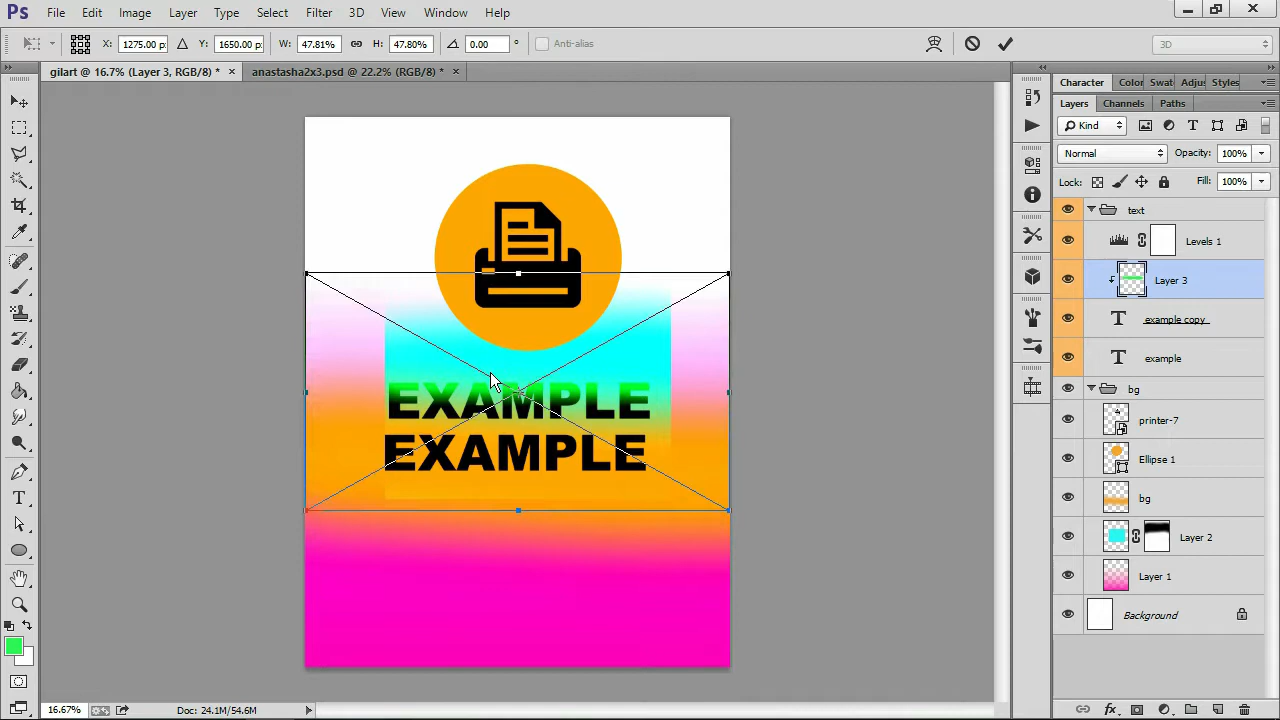 Ps File Edit Image Layer Type Select Filter 3D View Window Help
X: 1275.00 px Y: 1650.00 px W: 47.81% H: 47.80% 0.00 ° Anti-alias 3D
gilart @ 16.7% (Layer 3, RGB/8) * × anastasha2x3.psd @ 22.2% (RGB/8) * ×
Character Color Swat Adjus Styles
Layers Channels Paths
Kind
Normal Opacity: 100%
Lock: Fill: 100%
text
Levels 1
Layer 3
example copy
example
bg
printer-7
Ellipse 1
bg
Layer 2
Layer 1
Background
EXAMPLE
EXAMPLE
16.67% Doc: 24.1M/54.6M